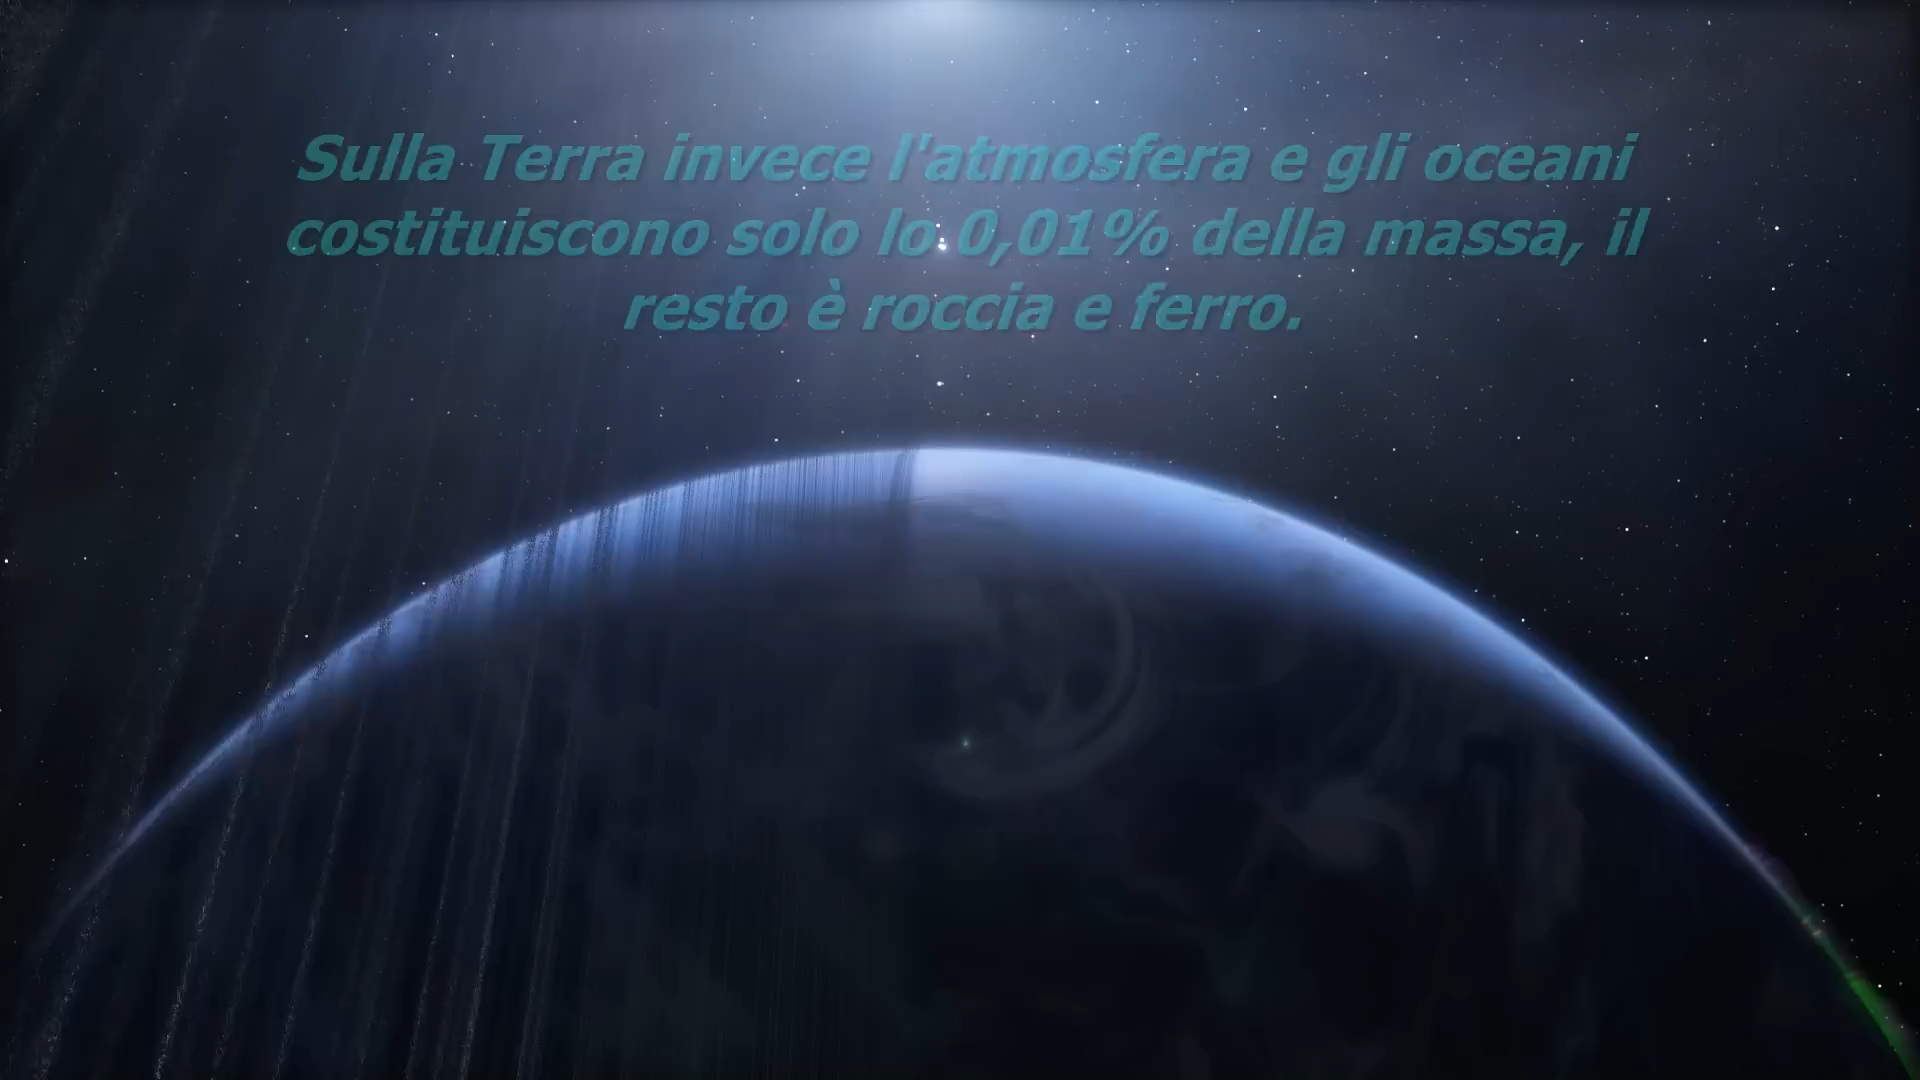 Sulla Terra invece l'atmosfera e gli oceani
costituiscono solo lo 0,01% della massa, il
resto è roccia e ferro.